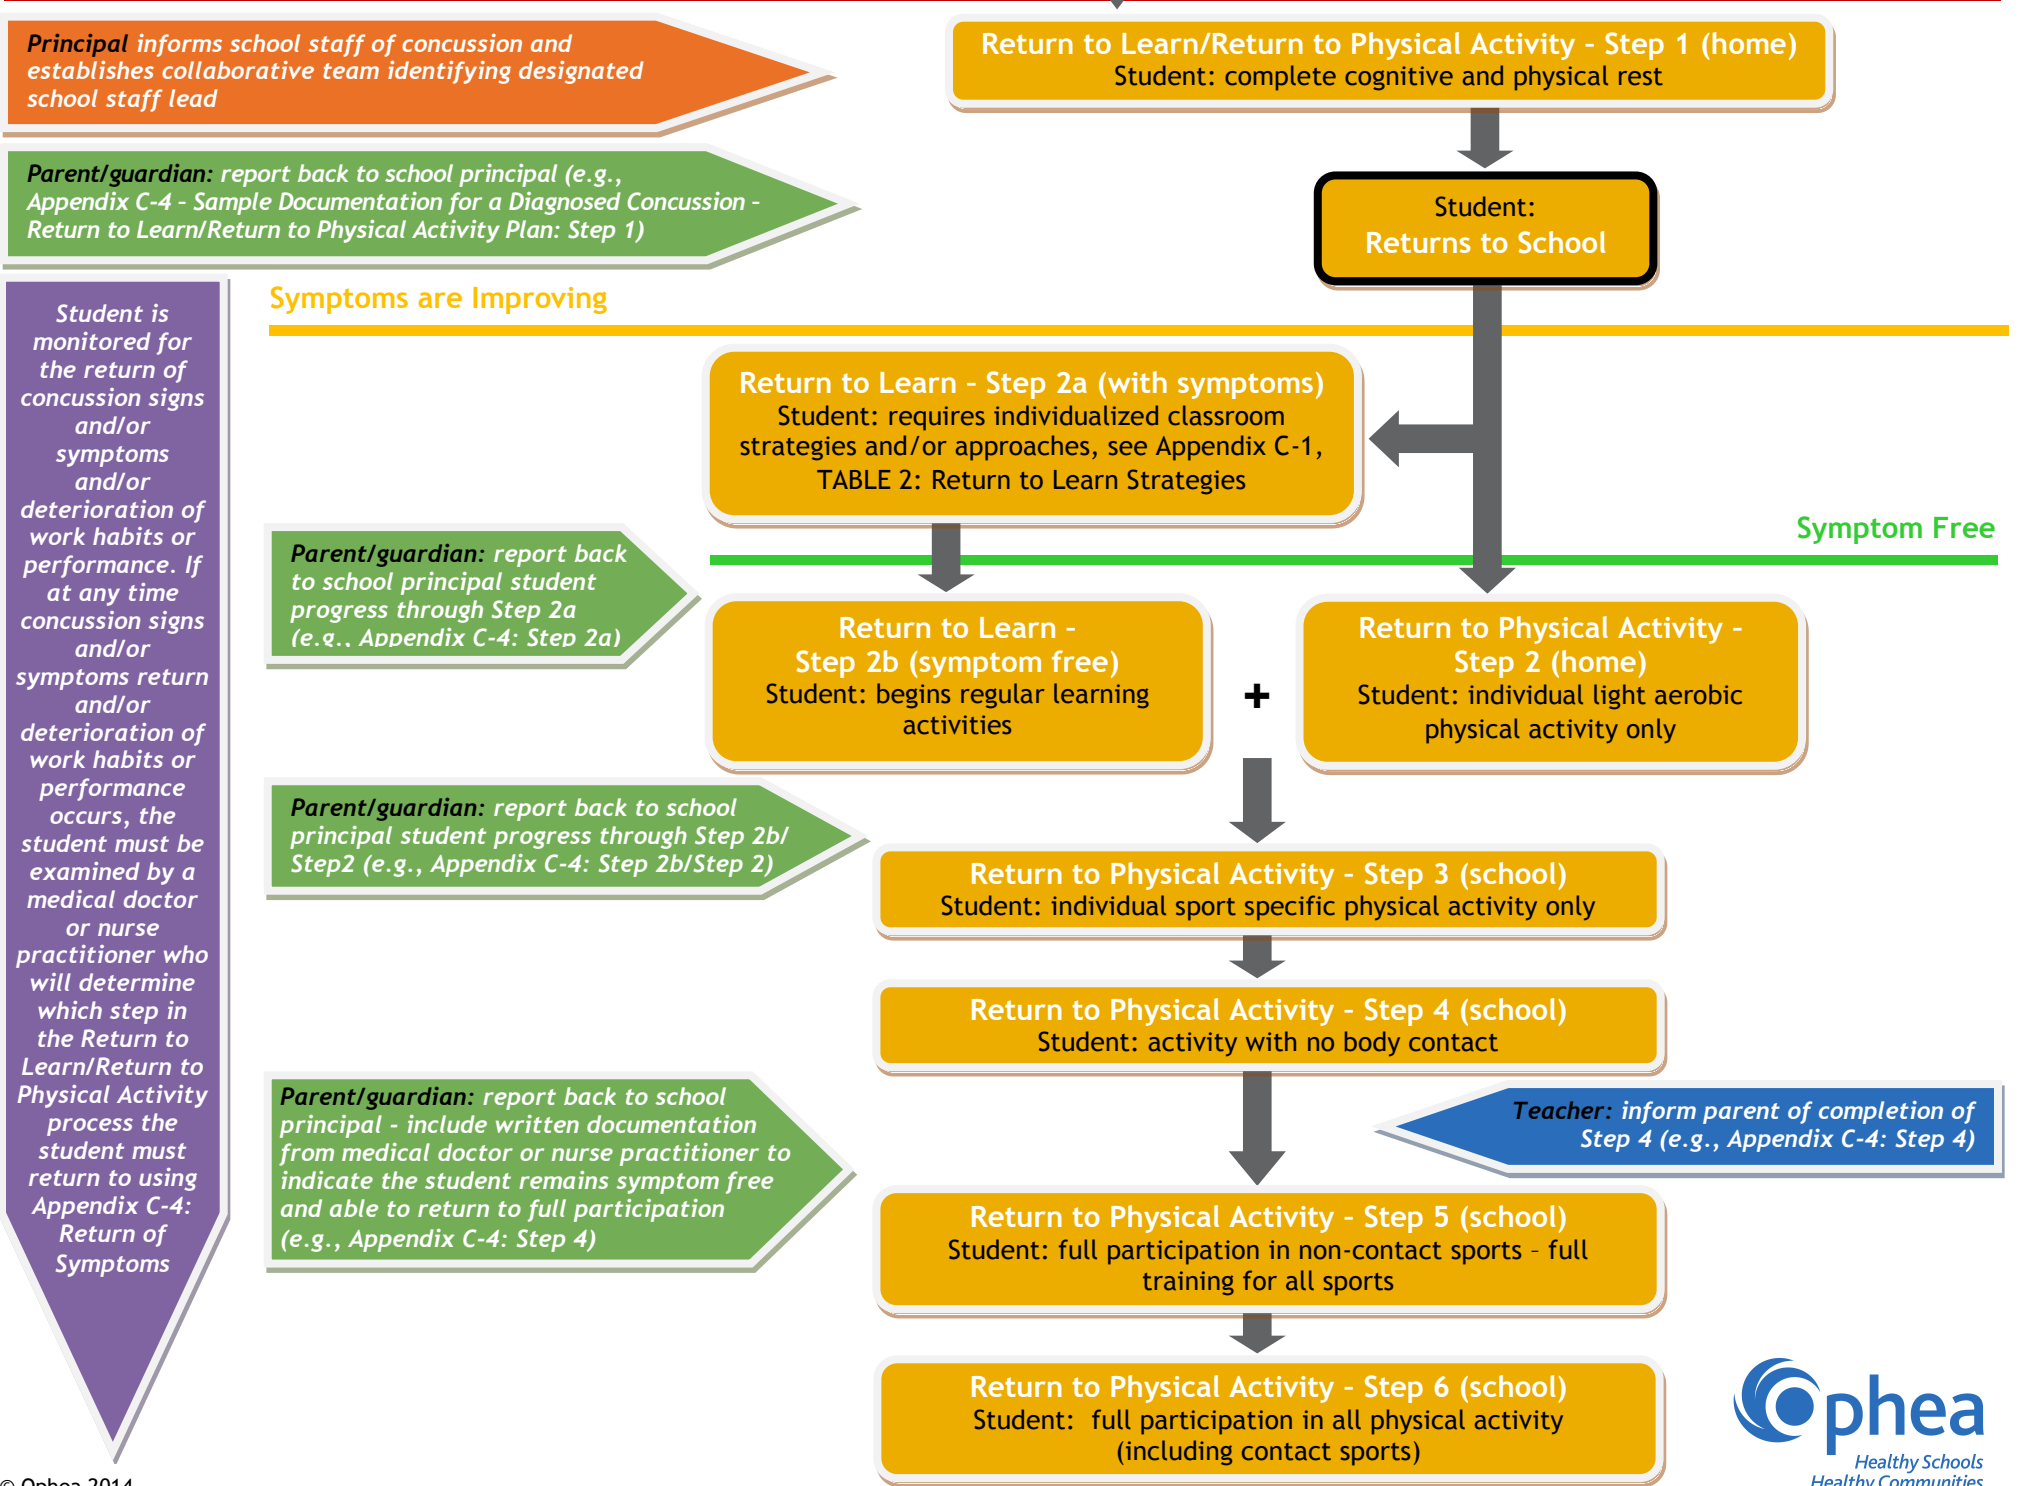 Principal informs school staff of concussion and
establishes collaborative team identifying designated
school staff lead
Return to Learn/Return to Physical Activity – Step 1 (home)
Student: complete cognitive and physical rest
Parent/guardian: report back to school principal (e.g.,
Appendix C-4 – Sample Documentation for a Diagnosed Concussion –
Return to Learn/Return to Physical Activity Plan: Step 1)
Student:
Returns to School
Student is
monitored for
the return of
concussion signs
and/or
symptoms
and/or
deterioration of
work habits or
performance. If
at any time
concussion signs
and/or
symptoms return
and/or
deterioration of
work habits or
performance
occurs, the
student must be
examined by a
medical doctor
or nurse
practitioner who
will determine
which step in
the Return to
Learn/Return to
Physical Activity
process the
student must
return to using
Appendix C-4:
Return of
Symptoms
Symptoms are Improving
Return to Learn – Step 2a (with symptoms)
Student: requires individualized classroom
strategies and/or approaches, see Appendix C-1,
TABLE 2: Return to Learn Strategies
Symptom Free
Parent/guardian: report back
to school principal student
progress through Step 2a
(e.g., Appendix C-4: Step 2a)
Return to Learn –
Step 2b (symptom free)
Student: begins regular learning
activities
+
Return to Physical Activity –
Step 2 (home)
Student: individual light aerobic
physical activity only
Parent/guardian: report back to school
principal student progress through Step 2b/
Step2 (e.g., Appendix C-4: Step 2b/Step 2)
Return to Physical Activity – Step 3 (school)
Student: individual sport specific physical activity only
Return to Physical Activity – Step 4 (school)
Student: activity with no body contact
Parent/guardian: report back to school
principal - include written documentation
from medical doctor or nurse practitioner to
indicate the student remains symptom free
and able to return to full participation
(e.g., Appendix C-4: Step 4)
Teacher: inform parent of completion of
Step 4 (e.g., Appendix C-4: Step 4)
Return to Physical Activity – Step 5 (school)
Student: full participation in non-contact sports – full
training for all sports
Return to Physical Activity – Step 6 (school)
Student: full participation in all physical activity
(including contact sports)
Ophea
Healthy Schools
Healthy Communities
© Ophea 2014